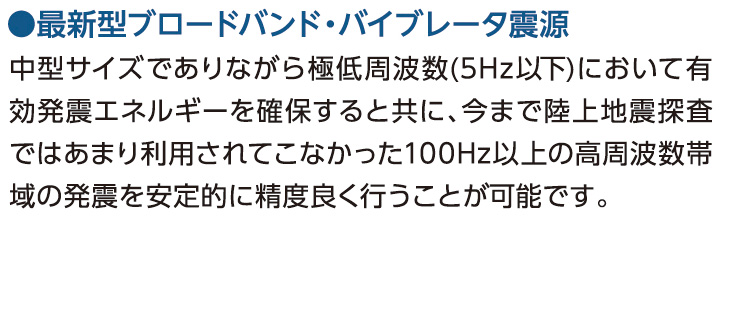 ●最新型ブロードバンド・バイブレータ震源
中型サイズでありながら極低周波数(5Hz以下)において有
効発震エネルギーを確保すると共に、今まで陸上地震探査
ではあまり利用されてこなかった100Hz以上の高周波数帯
域の発震を安定的に精度良く行うことが可能です。